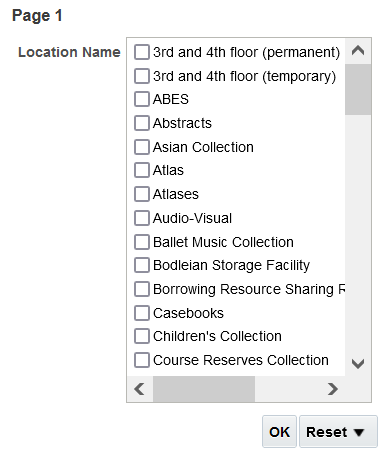 Page 1
Location Name
3rd and 4th floor (permanent)
3rd and 4th floor (temporary)
ABES
Abstracts
Asian Collection
Atlas
Atlases
Audio-Visual
Ballet Music Collection
Bodleian Storage Facility
Borrowing Resource Sharing R
Casebooks
Children's Collection
Course Reserves Collection
OK Reset